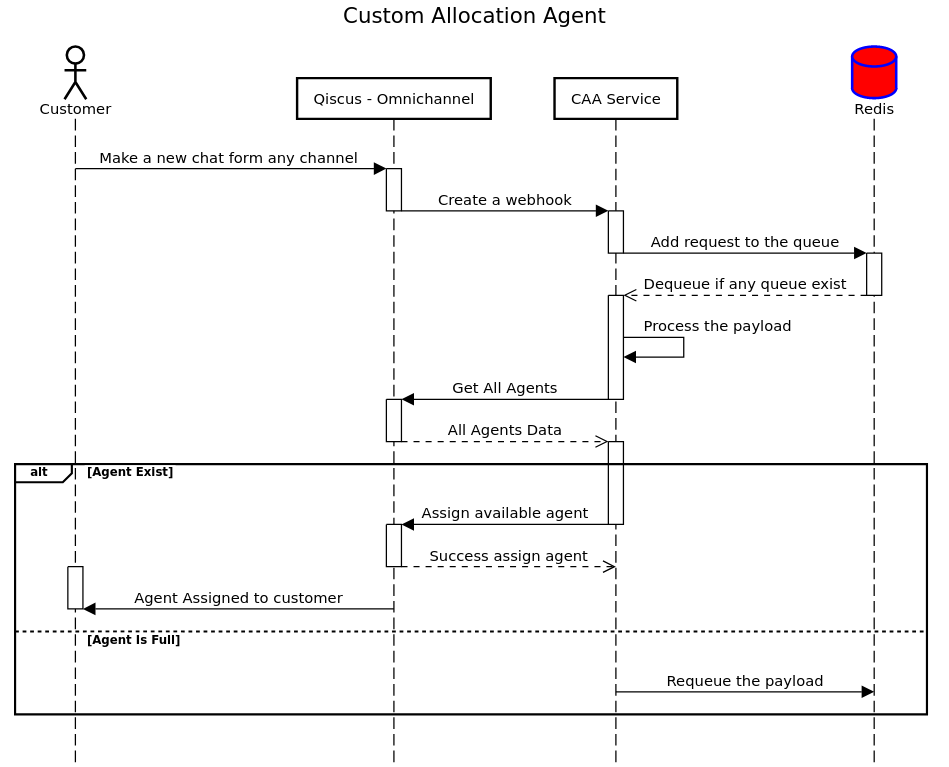 Custom Allocation Agent
Customer
Qiscus - Omnichannel
CAA Service
Redis
Make a new chat form any channel
Create a webhook
Add request to the queue
Dequeue if any queue exist
Process the payload
Get All Agents
All Agents Data
alt
[Agent Exist]
Assign available agent
Success assign agent
Agent Assigned to customer
[Agent Is Full]
Requeue the payload